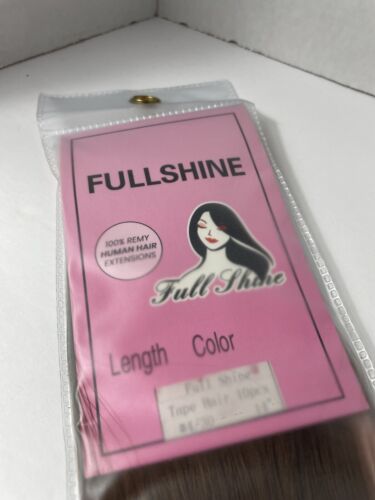 FULLSHINE
100% REMY
HUMAN HAIR
EXTENSIONS
Full Shine
Length Color
Full Shine®
Tape Hair 10pcs